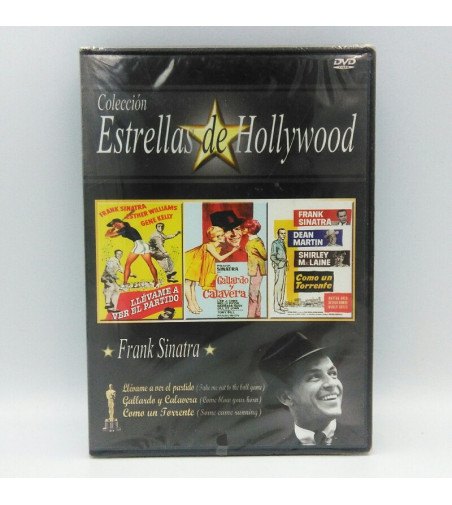 DVD
Colección
Estrellas de Hollywood
FRANK SINATRA
ESTHER WILLIAMS
GENE KELLY
LLÉVAME A
VER EL PARTIDO
FRANK
SINATRA
Gallardo
y
Calavera
FRANK
SINATRA
DEAN
MARTIN
SHIRLEY
McLAINE
Como un
Torrente
Frank Sinatra
Llévame a ver el partido (Take me out to the ball game)
Gallardo y Calavera (Come blow your horn)
Como un Torrente (Some came running)